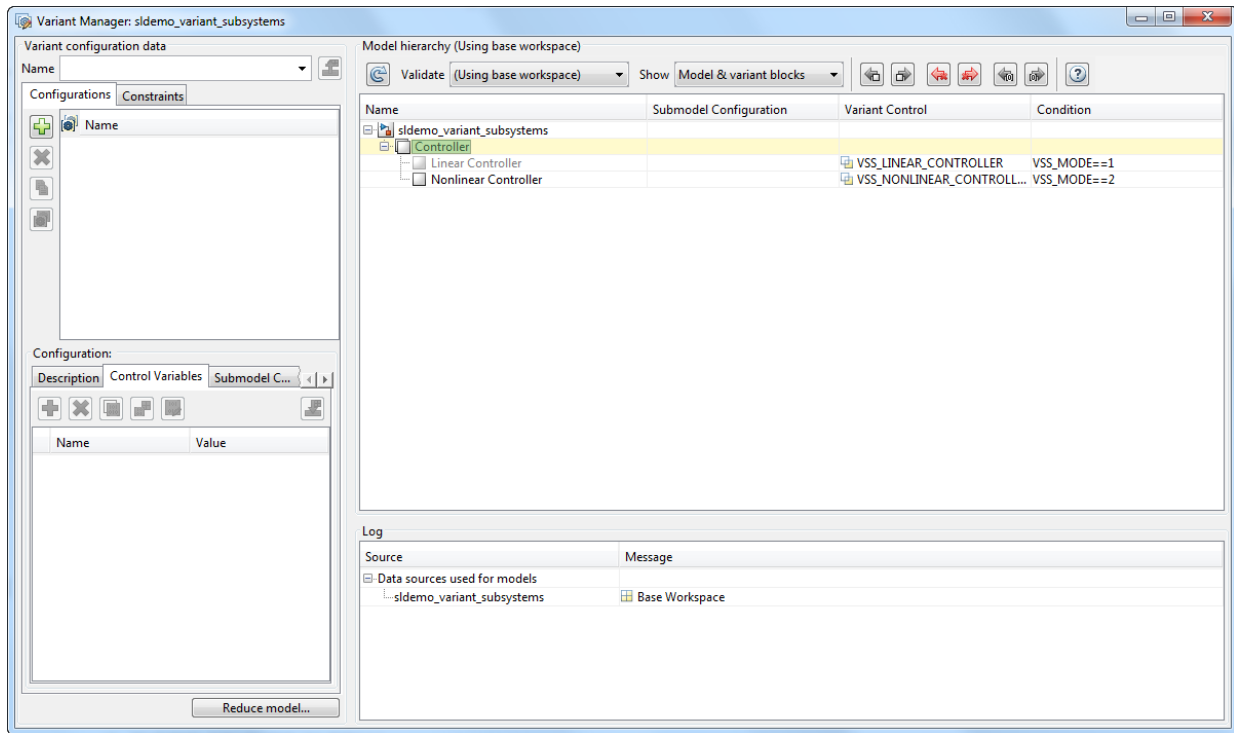 Variant Manager: sldemo_variant_subsystems
Variant configuration data
Name
Configurations Constraints
Name
Configuration:
Description Control Variables Submodel C...
Name Value
Reduce model...
Model hierarchy (Using base workspace)
Validate (Using base workspace) Show Model & variant blocks
Name Submodel Configuration Variant Control Condition
sldemo_variant_subsystems
Controller
Linear Controller VSS_LINEAR_CONTROLLER VSS_MODE==1
Nonlinear Controller VSS_NONLINEAR_CONTROLL... VSS_MODE==2
Log
Source Message
Data sources used for models
sldemo_variant_subsystems Base Workspace